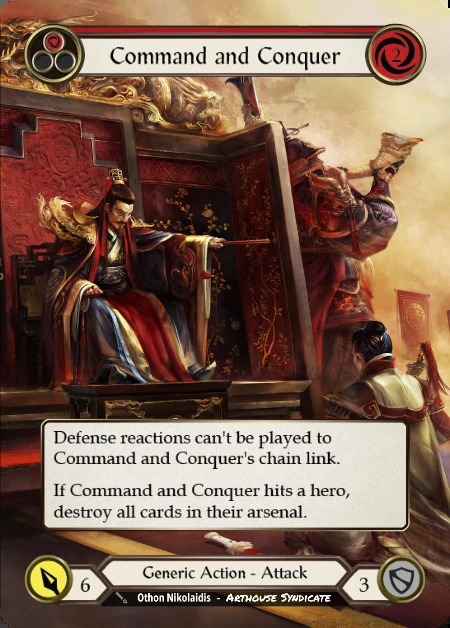 Command and Conquer
2
Defense reactions can't be played to
Command and Conquer's chain link.
If Command and Conquer hits a hero,
destroy all cards in their arsenal.
6
Generic Action - Attack
3
Othon Nikolaidis - Arthouse Syndicate